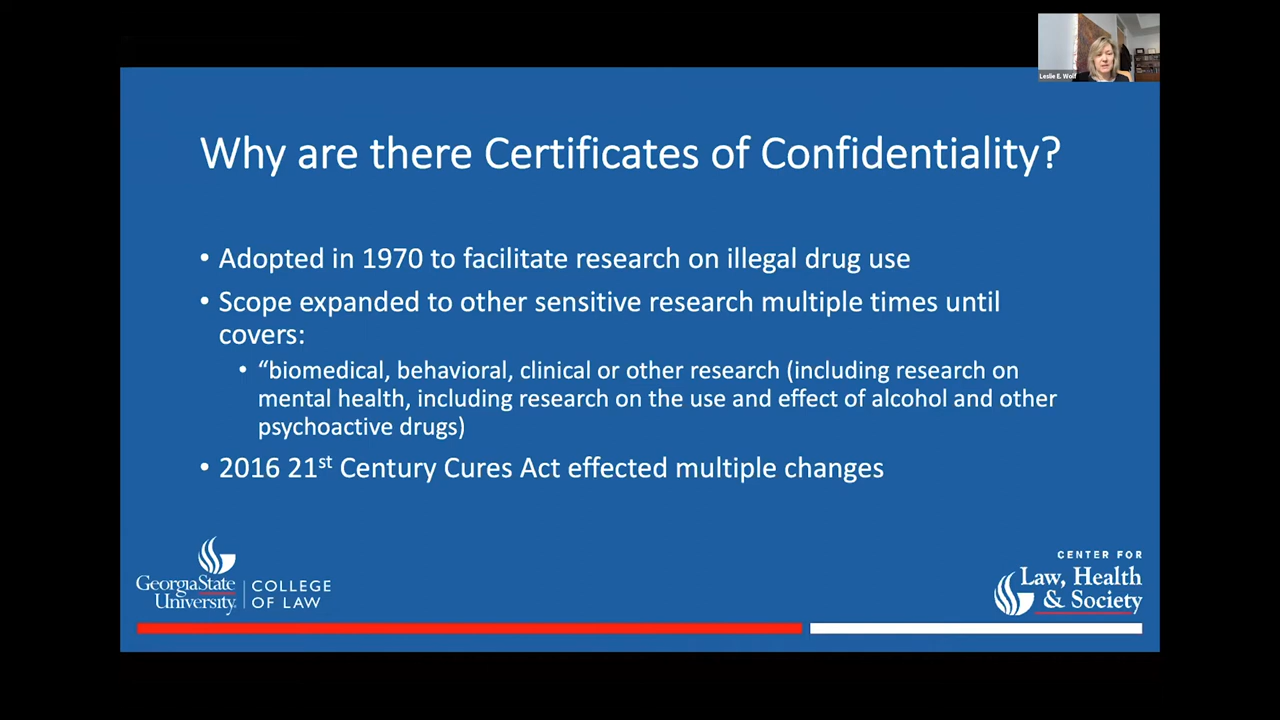 Leslie E. Wolf
Why are there Certificates of Confidentiality?
• Adopted in 1970 to facilitate research on illegal drug use
• Scope expanded to other sensitive research multiple times until
covers:
• “biomedical, behavioral, clinical or other research (including research on
mental health, including research on the use and effect of alcohol and other
psychoactive drugs)
• 2016 21st Century Cures Act effected multiple changes
GeorgiaState
University
COLLEGE
OF LAW
CENTER FOR
Law, Health
& Society